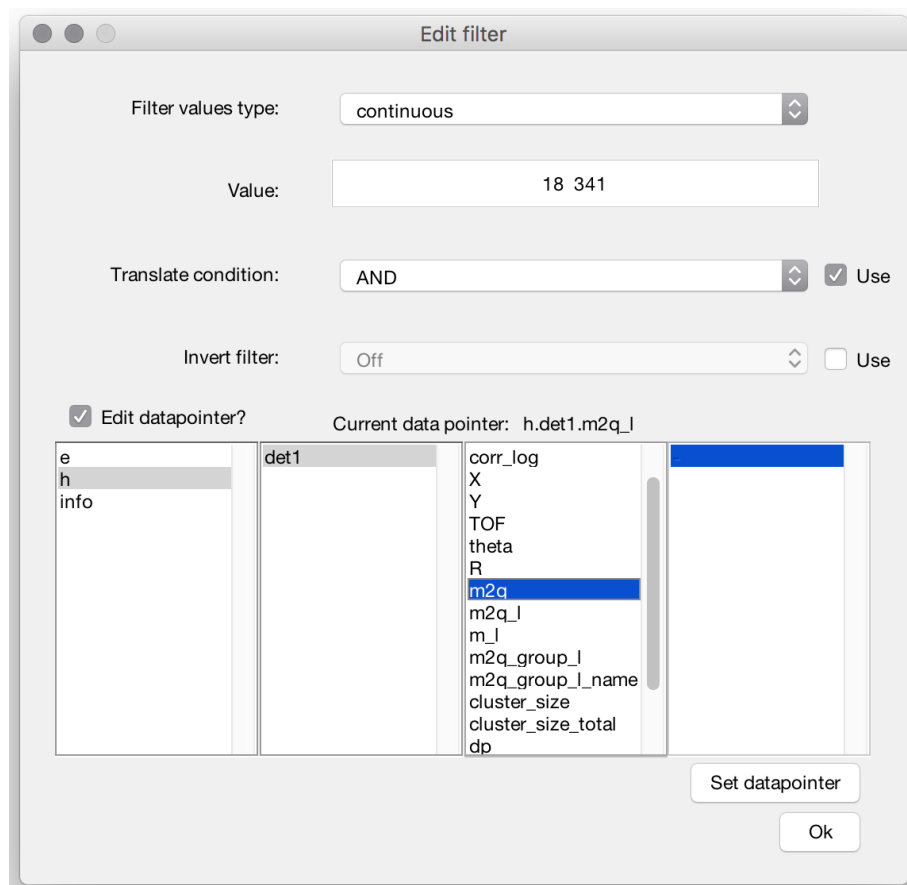 Edit filter
Filter values type: continuous
Value: 18 341
Translate condition: AND Use
Invert filter: Off Use
Edit datapointer? Current data pointer: h.det1.m2q_l
e
h
info
det1
corr_log
X
Y
TOF
theta
R
m2q
m2q_l
m_l
m2q_group_l
m2q_group_l_name
cluster_size
cluster_size_total
dp
-
Set datapointer
Ok